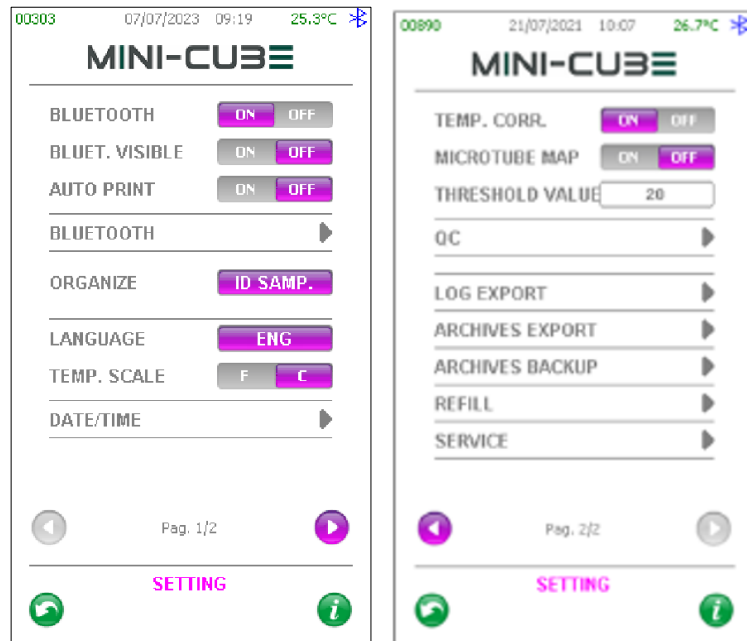 00303 07/07/2023 09:19 25.3°C
MINI-CUBE
BLUETOOTH ON OFF
BLUET. VISIBLE ON OFF
AUTO PRINT ON OFF
BLUETOOTH
ORGANIZE ID SAMP.
LANGUAGE ENG
TEMP. SCALE F C
DATE/TIME
Pag. 1/2
SETTING
i
00890 21/07/2021 10:07 26.7°C
MINI-CUBE
TEMP. CORR. ON OFF
MICROTUBE MAP ON OFF
THRESHOLD VALUE 20
QC
LOG EXPORT
ARCHIVES EXPORT
ARCHIVES BACKUP
REFILL
SERVICE
Pag. 2/2
SETTING
i